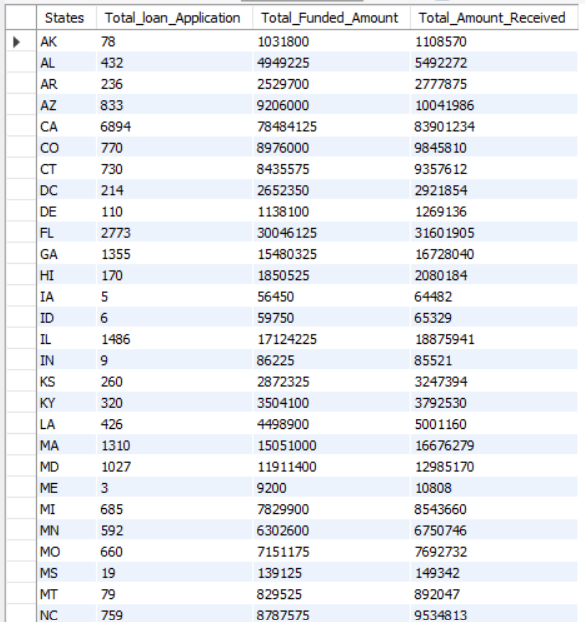 States Total_loan_Application Total_Funded_Amount Total_Amount_Received
AK 78 1031800 1108570
AL 432 4949225 5492272
AR 236 2529700 2777875
AZ 833 9206000 10041986
CA 6894 78484125 83901234
CO 770 8976000 9845810
CT 730 8435575 9357612
DC 214 2652350 2921854
DE 110 1138100 1269136
FL 2773 30046125 31601905
GA 1355 15480325 16728040
HI 170 1850525 2080184
IA 5 56450 64482
ID 6 59750 65329
IL 1486 17124225 18875941
IN 9 86225 85521
KS 260 2872325 3247394
KY 320 3504100 3792530
LA 426 4498900 5001160
MA 1310 15051000 16676279
MD 1027 11911400 12985170
ME 3 9200 10808
MI 685 7829900 8543660
MN 592 6302600 6750746
MO 660 7151175 7692732
MS 19 139125 149342
MT 79 829525 892047
NC 759 8787575 9534813